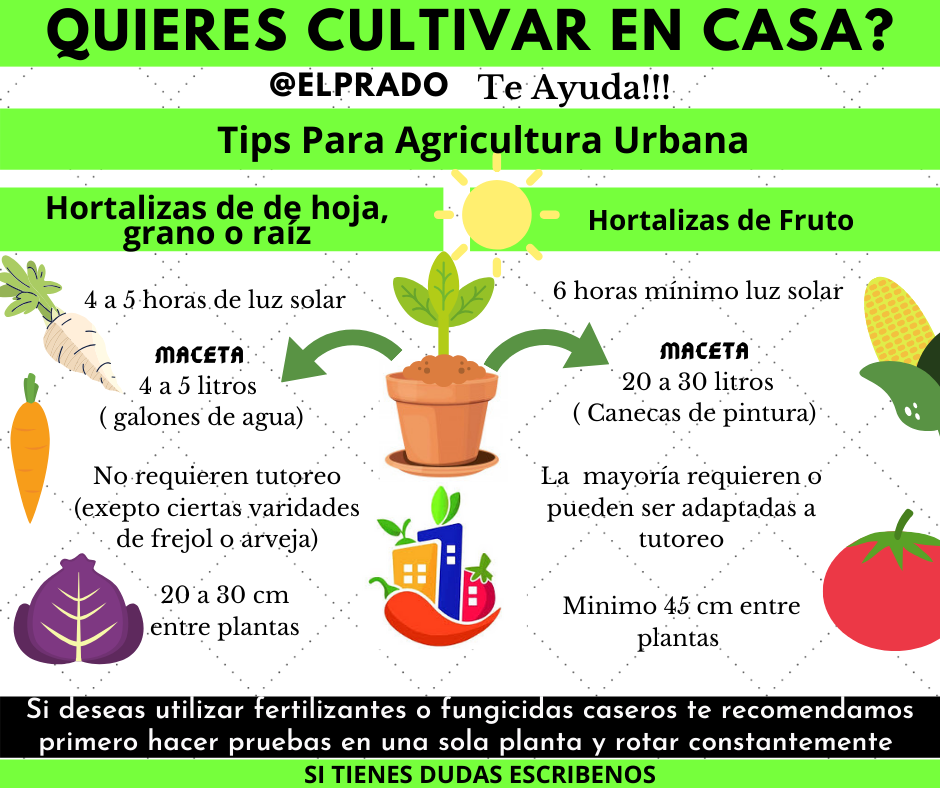 QUIERES CULTIVAR EN CASA?
@ELPRADO Te Ayuda!!!
Tips Para Agricultura Urbana
Hortalizas de de hoja,
grano o raíz
4 a 5 horas de luz solar
MACETA
4 a 5 litros
( galones de agua)
No requieren tutoreo
(exepto ciertas varidades
de frejol o arveja)
20 a 30 cm
entre plantas
Hortalizas de Fruto
6 horas mínimo luz solar
MACETA
20 a 30 litros
( Canecas de pintura)
La mayoría requieren o
pueden ser adaptadas a
tutoreo
Minimo 45 cm entre
plantas
Si deseas utilizar fertilizantes o fungicidas caseros te recomendamos
primero hacer pruebas en una sola planta y rotar constantemente
SI TIENES DUDAS ESCRIBENOS